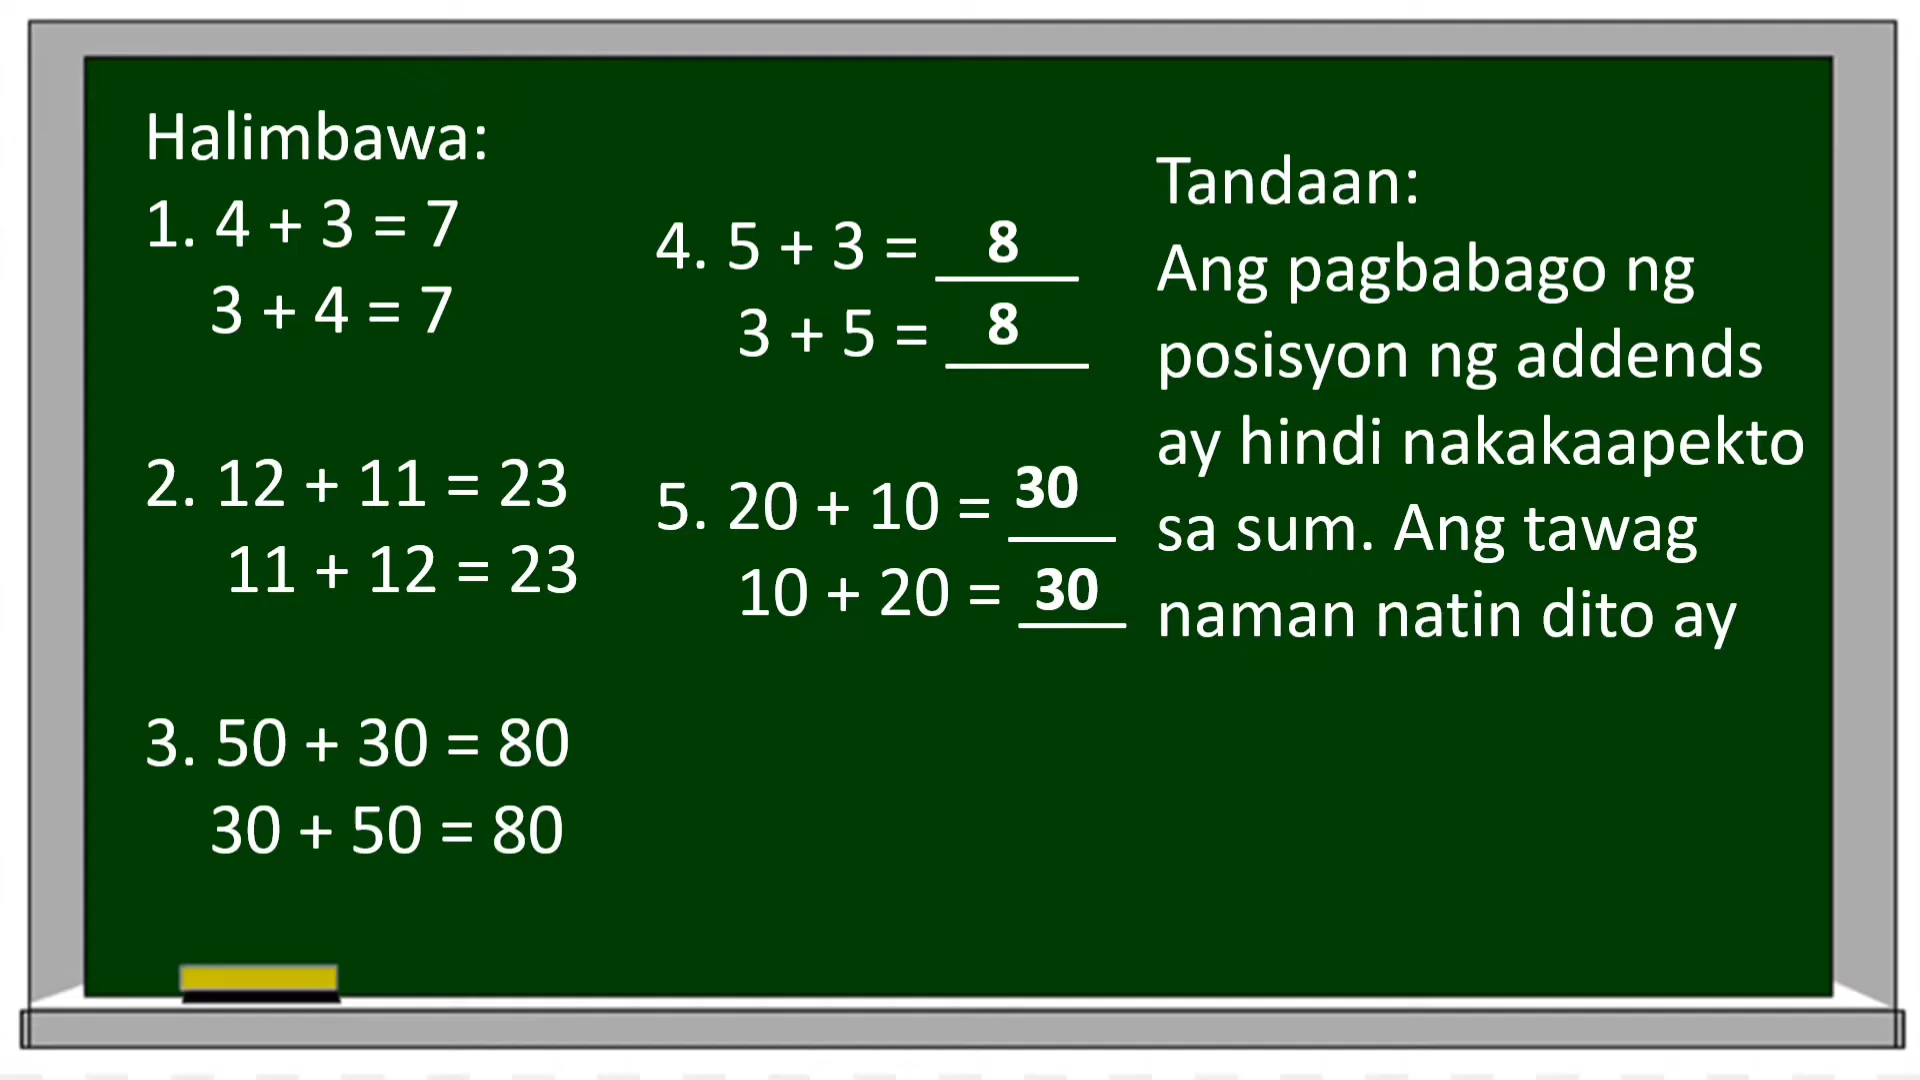 Halimbawa:
1. 4 + 3 = 7
3 + 4 = 7
2. 12 + 11 = 23
11 + 12 = 23
3. 50 + 30 = 80
30 + 50 = 80
4. 5 + 3 = 8
3 + 5 = 8
5. 20 + 10 = 30
10 + 20 = 30
Tandaan:
Ang pagbabago ng
posisyon ng addends
ay hindi nakakaapekto
sa sum. Ang tawag
naman natin dito ay